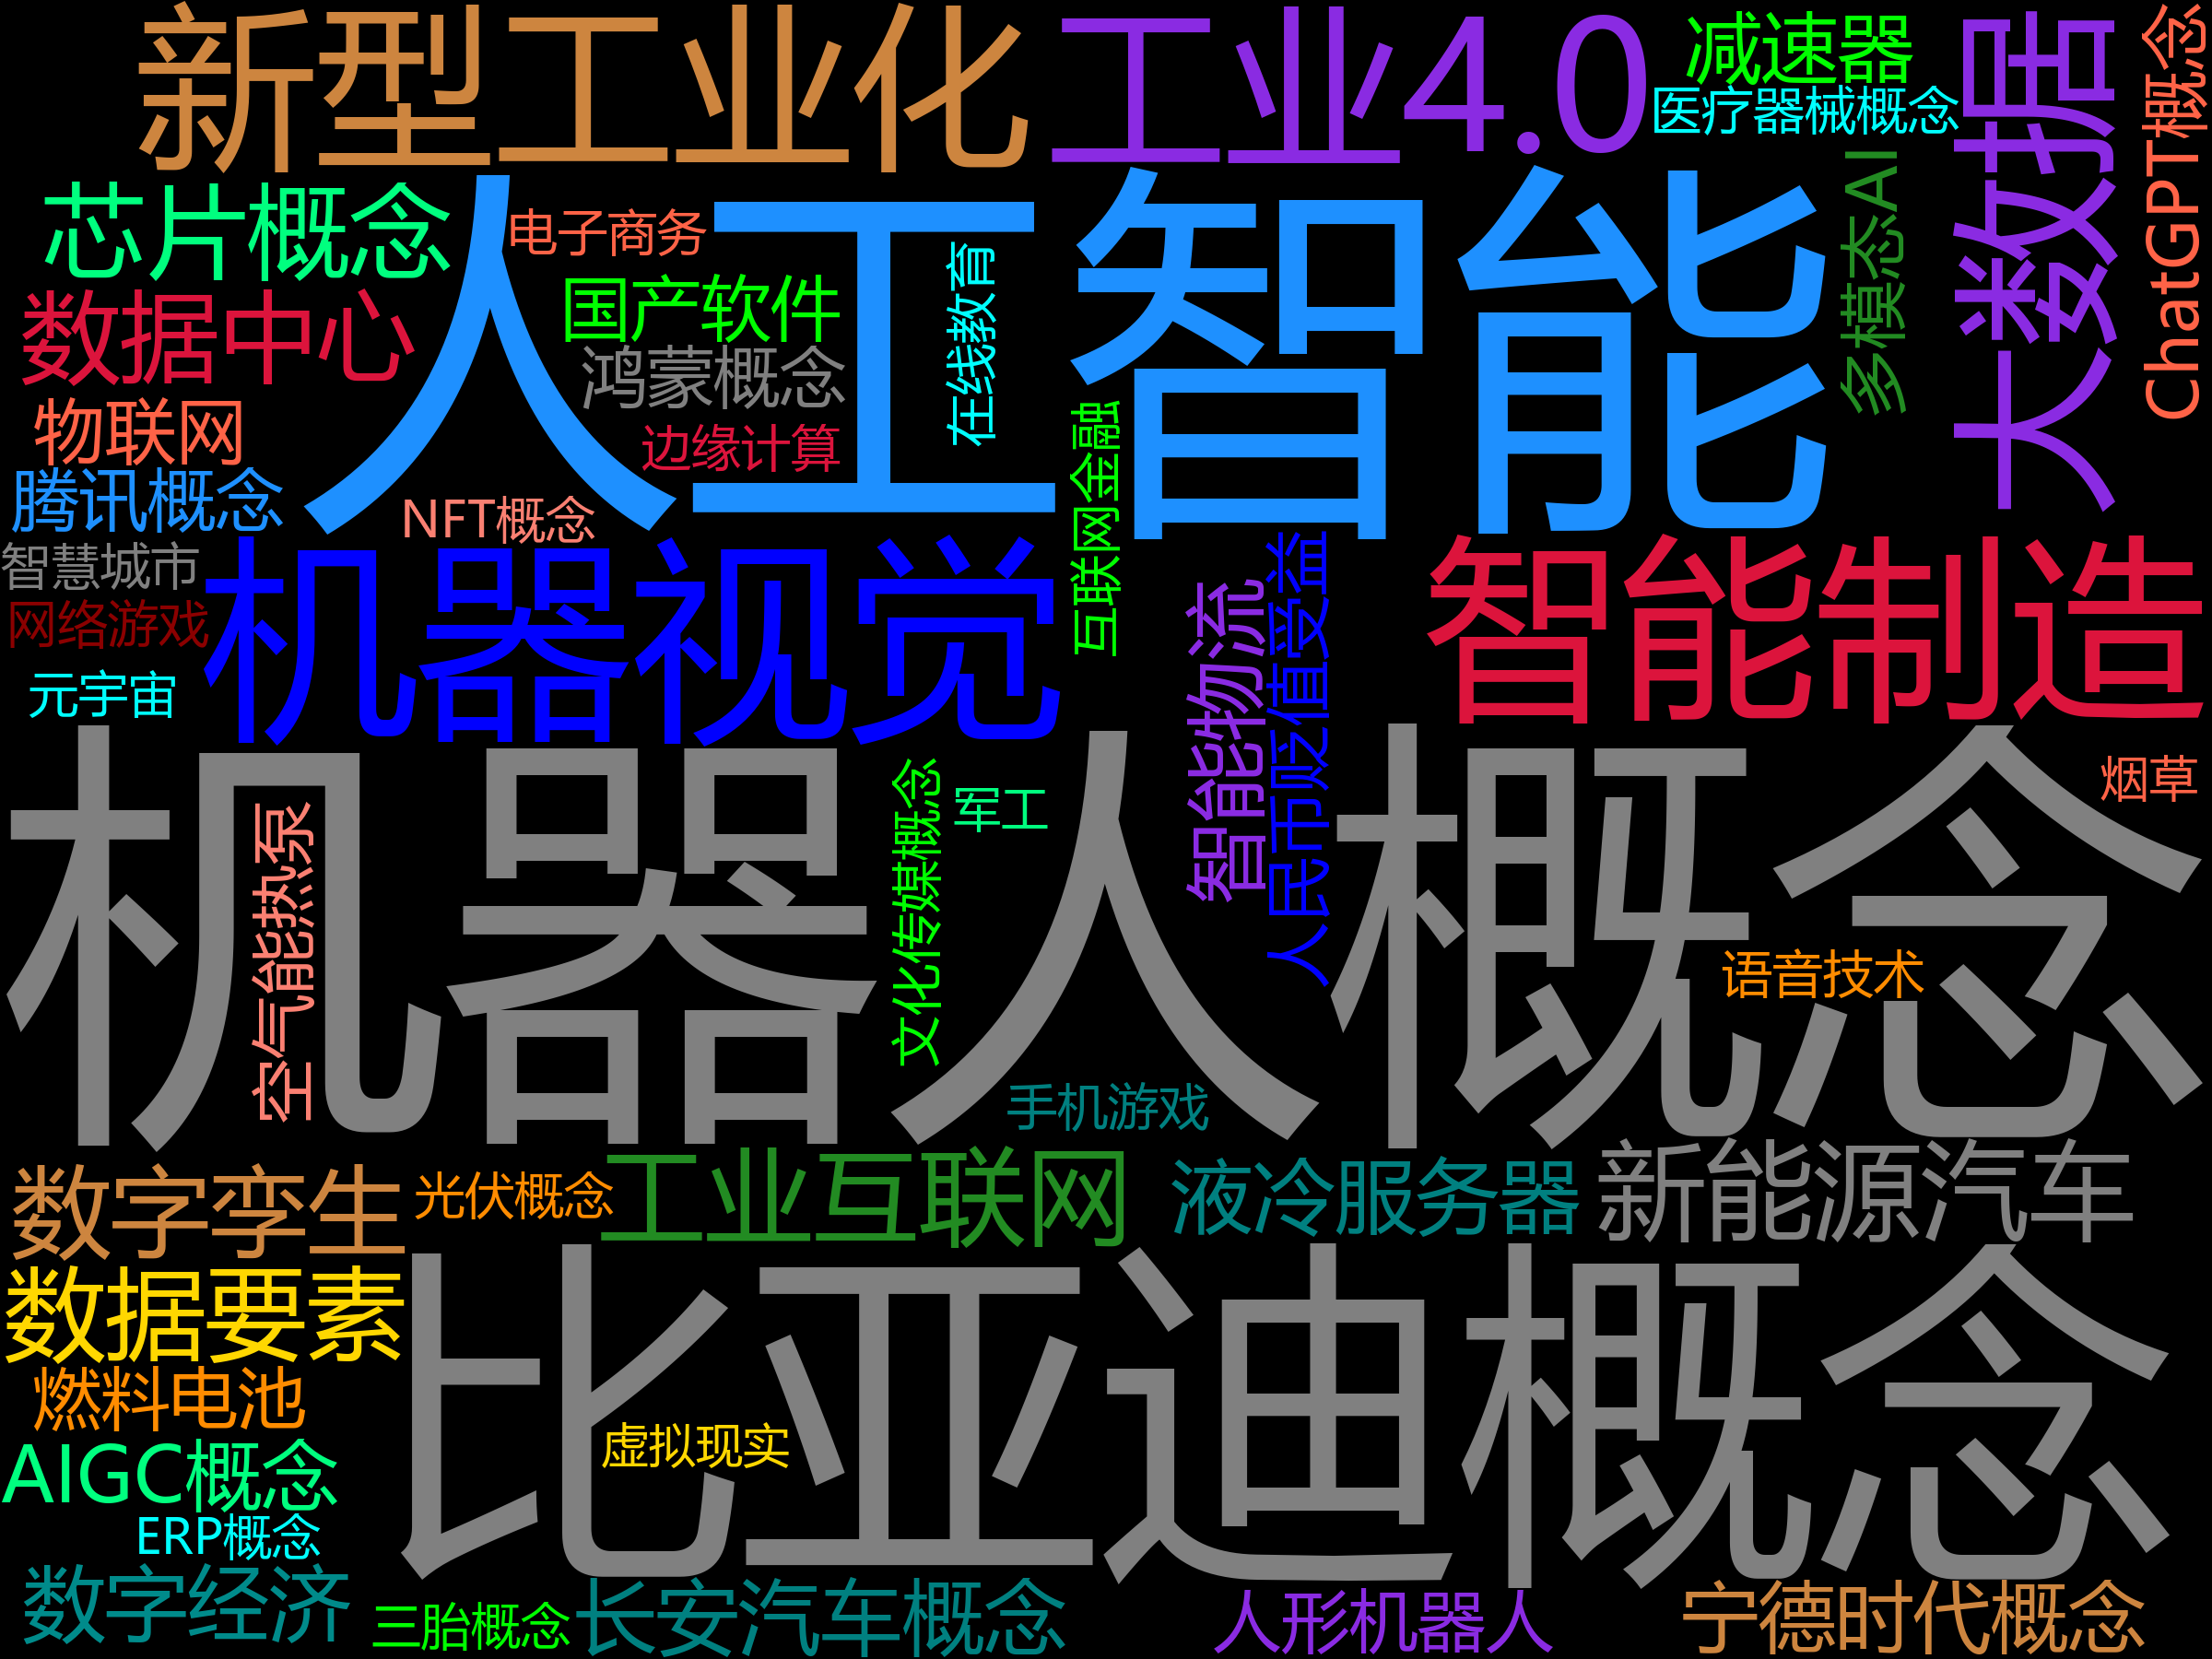 新型工业化
工业4.0
减速器
医疗器械概念
大数据
ChatGPT概念
多模态AI
芯片概念
电子商务
人工智能
在线教育
国产软件
数据中心
鸿蒙概念
物联网
边缘计算
互联网金融
腾讯概念
NFT概念
智慧城市
机器视觉
智能物流
人民币贬值受益
智能制造
网络游戏
元宇宙
机器人概念
烟草
空气能热泵
文化传媒概念
军工
语音技术
手机游戏
数字孪生
光伏概念
工业互联网
液冷服务器
新能源汽车
数据要素
比亚迪概念
燃料电池
虚拟现实
AIGC概念
ERP概念
数字经济
三胎概念
长安汽车概念
人形机器人
宁德时代概念